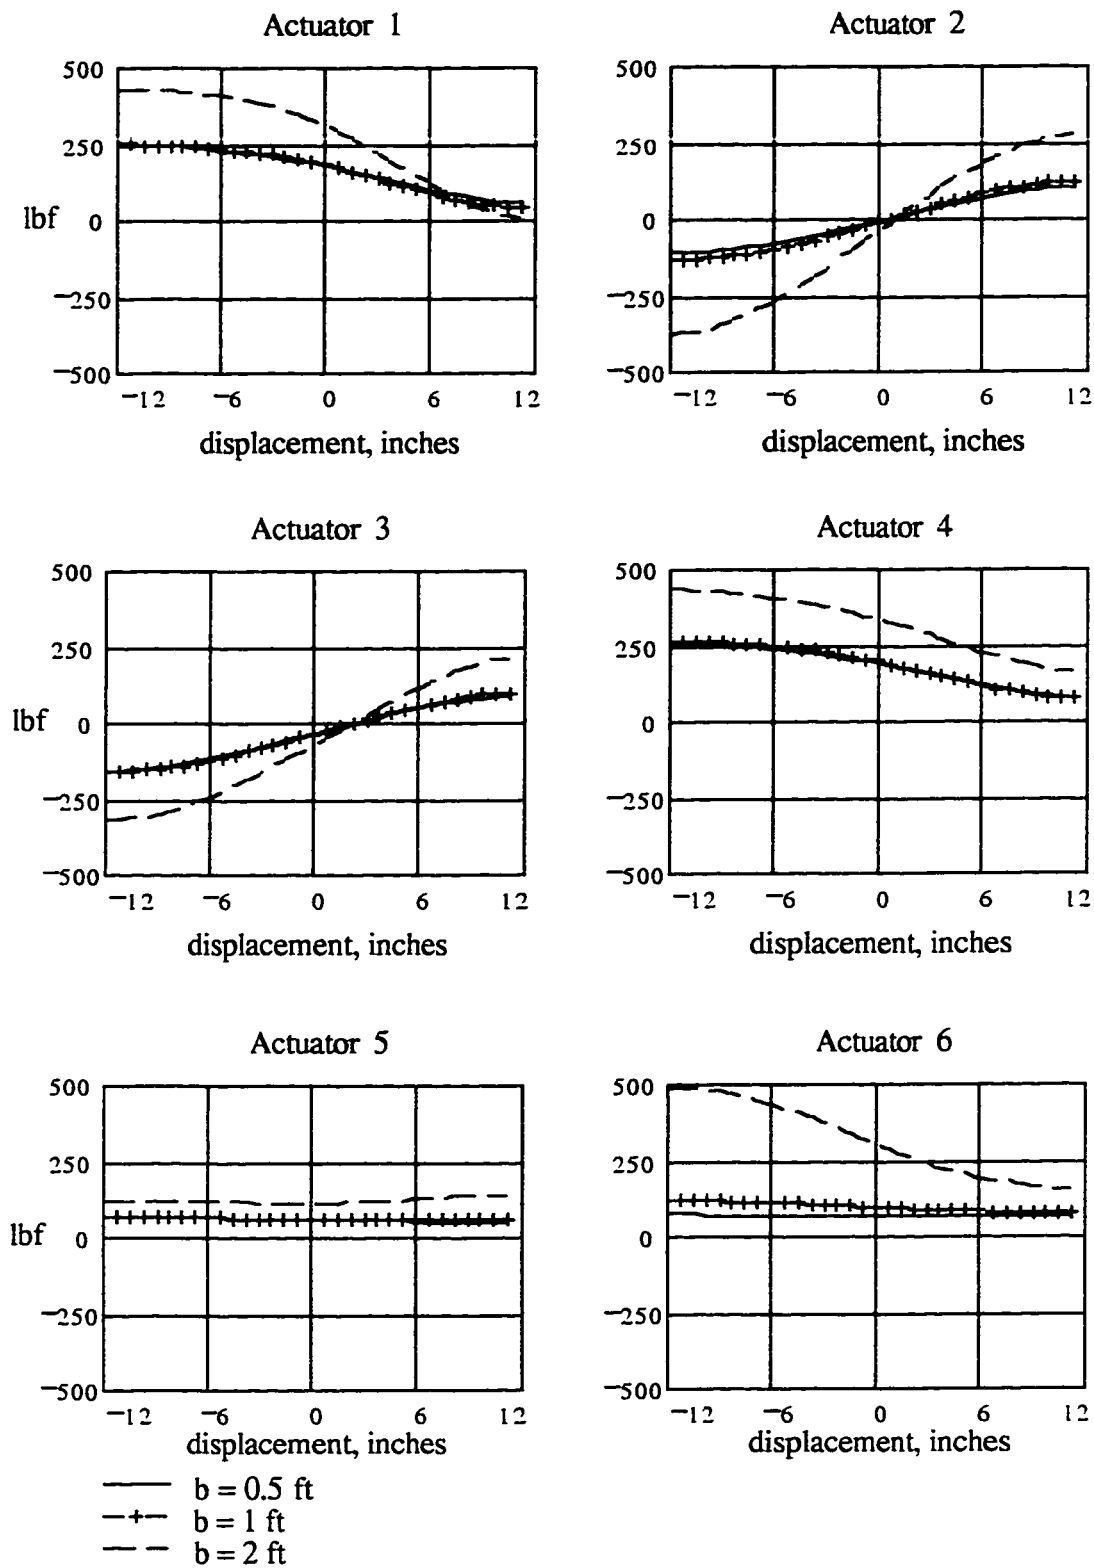 Actuator 1
500
250
0
-250
-500
lbf
-12 -6 0 6 12
displacement, inches
Actuator 2
500
250
0
-250
-500
-12 -6 0 6 12
displacement, inches
Actuator 3
500
250
0
-250
-500
lbf
-12 -6 0 6 12
displacement, inches
Actuator 4
500
250
0
-250
-500
-12 -6 0 6 12
displacement, inches
Actuator 5
500
250
0
-250
-500
lbf
-12 -6 0 6 12
displacement, inches
Actuator 6
500
250
0
-250
-500
-12 -6 0 6 12
displacement, inches
b = 0.5 ft
b = 1 ft
b = 2 ft